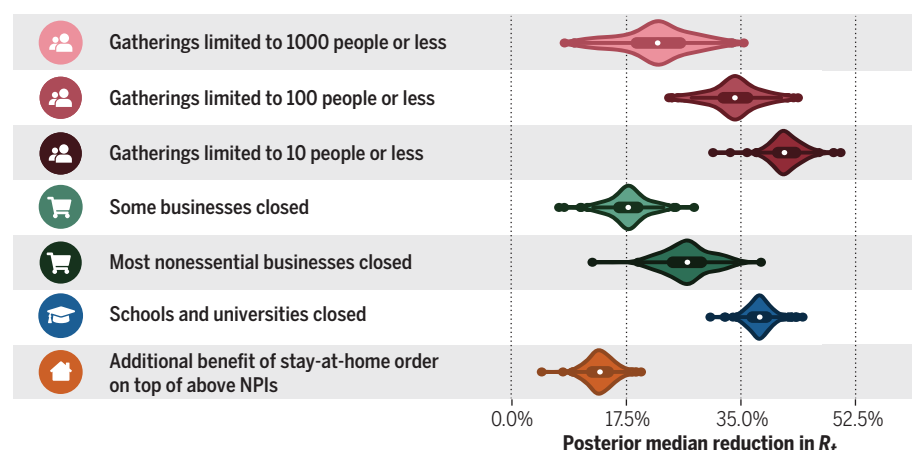 Gatherings limited to 1000 people or less
Gatherings limited to 100 people or less
Gatherings limited to 10 people or less
Some businesses closed
Most nonessential businesses closed
Schools and universities closed
Additional benefit of stay-at-home order
on top of above NPIs
0.0% 17.5% 35.0% 52.5%
Posterior median reduction in Rₜ